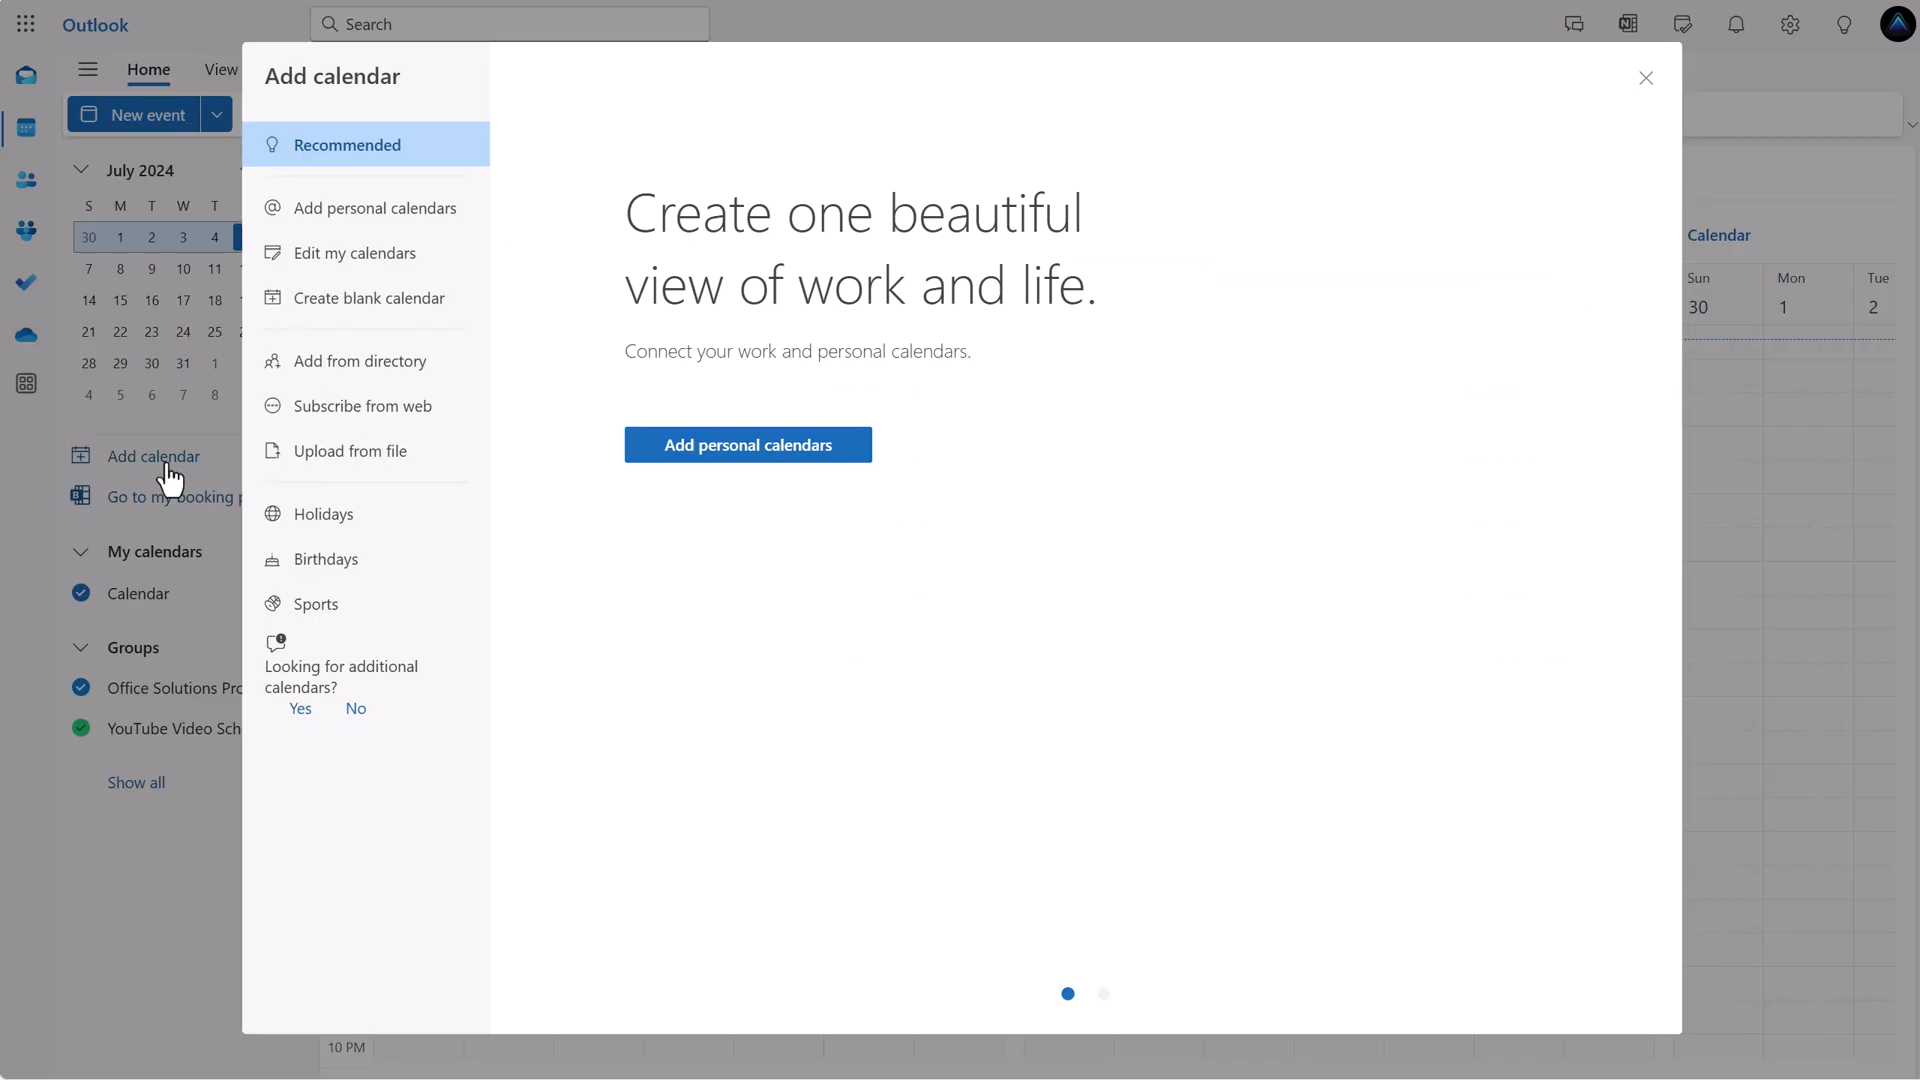 Outlook
Search
Home View
New event
July 2024
S M T W T
30 1 2 3 4
7 8 9 10 11
14 15 16 17 18
21 22 23 24 25
28 29 30 31 1
4 5 6 7 8
Add calendar
Go to my booking
My calendars
Calendar
Groups
Office Solutions Pro
YouTube Video Sch
Show all
Add calendar
Recommended
Add personal calendars
Edit my calendars
Create blank calendar
Add from directory
Subscribe from web
Upload from file
Holidays
Birthdays
Sports
Looking for additional
calendars?
Yes No
Create one beautiful
view of work and life.
Connect your work and personal calendars.
Add personal calendars
Calendar
Sun Mon Tue
30 1 2
10 PM